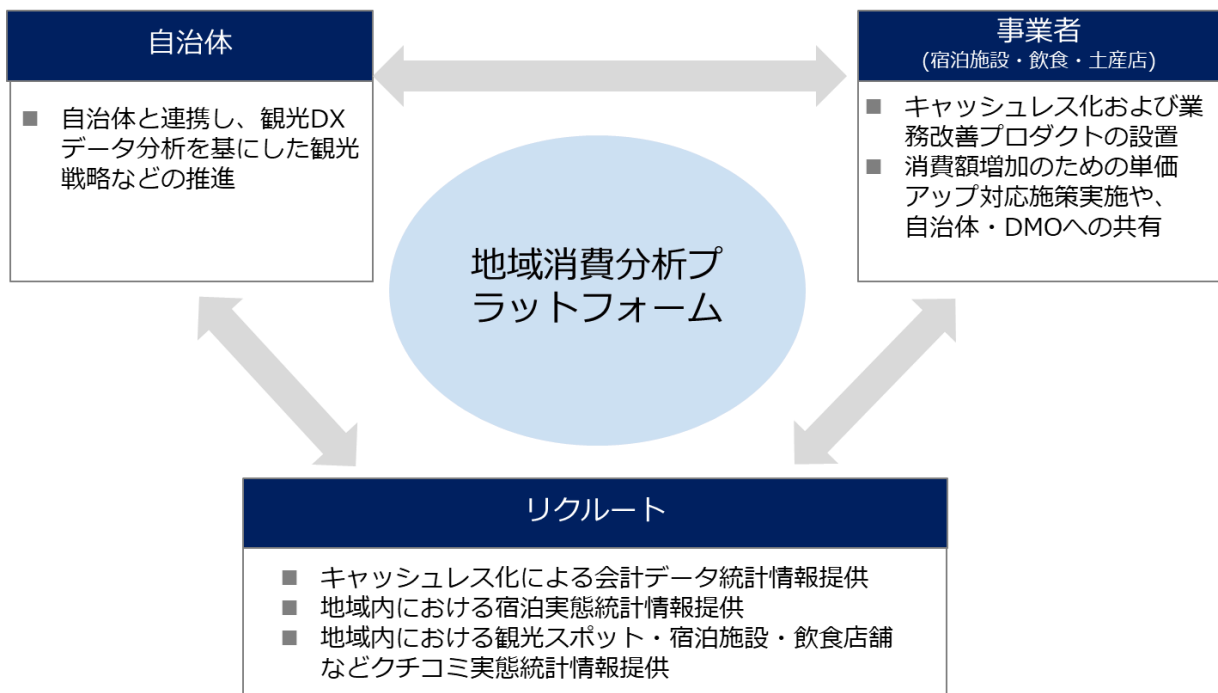 自治体
■ 自治体と連携し、観光DX
データ分析を基にした観光
戦略などの推進
事業者
(宿泊施設・飲食・土産店)
■ キャッシュレス化および業
務改善プロダクトの設置
■ 消費額増加のための単価
アップ対応施策実施や、
自治体・DMOへの共有
地域消費分析プ
ラットフォーム
リクルート
■ キャッシュレス化による会計データ統計情報提供
■ 地域内における宿泊実態統計情報提供
■ 地域内における観光スポット・宿泊施設・飲食店舗
などクチコミ実態統計情報提供